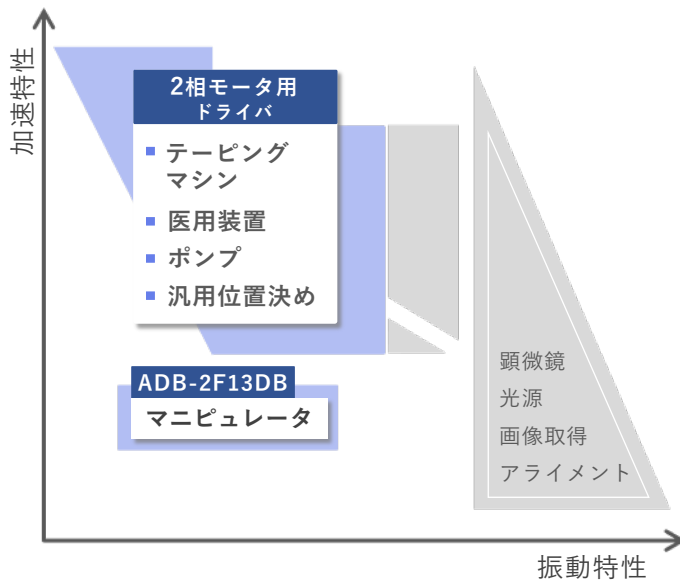 加速特性
2相モータ用
ドライバ
テーピング
マシン
医用装置
ポンプ
汎用位置決め
ADB-2F13DB
マニピュレータ
顕微鏡
光源
画像取得
アライメント
振動特性